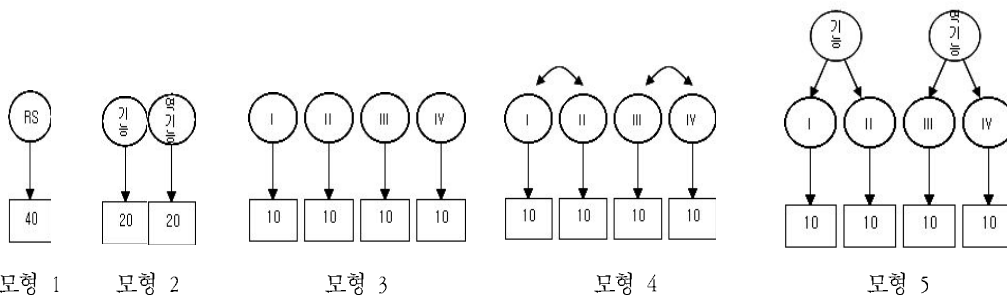 기능 역기능
RS 기능 역기능 I II III IV I II III IV I II III IV
40 20 20 10 10 10 10 10 10 10 10 10 10 10 10
모형 1 모형 2 모형 3 모형 4 모형 5